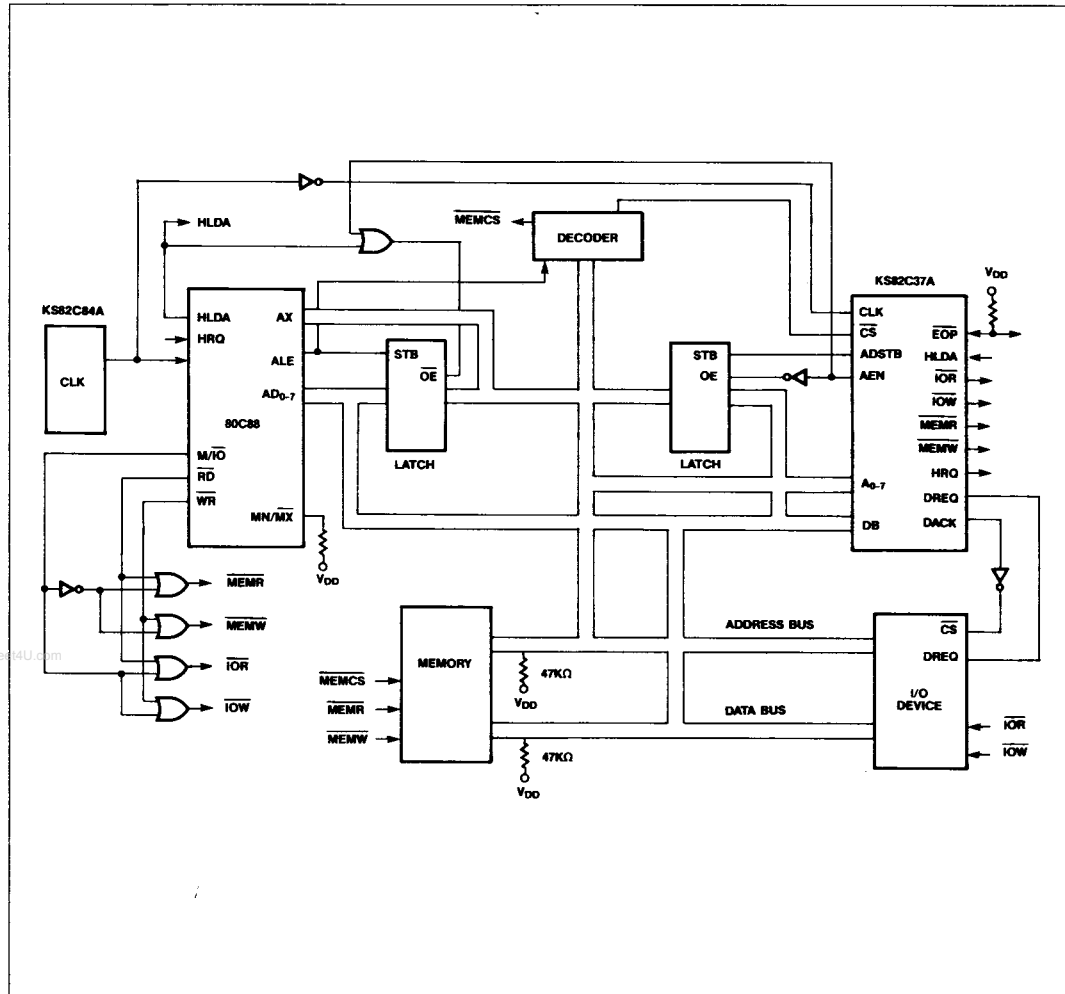 HLDA
MEMCS
DECODER
KS82C37A
VDD
KS82C84A
CLK
HLDA
HRQ
AX
ALE
AD0-7
80C88
M/IO
RD
WR
MN/MX
VDD
STB
OE
LATCH
STB
OE
LATCH
CLK
CS
ADSTB
AEN
A0-7
DB
EOP
HLDA
IOR
IOW
MEMR
MEMW
HRQ
DREQ
DACK
MEMR
MEMW
IOR
IOW
MEMORY
MEMCS
MEMR
MEMW
47KΩ
VDD
47KΩ
VDD
ADDRESS BUS
DATA BUS
CS
DREQ
I/O
DEVICE
IOR
IOW